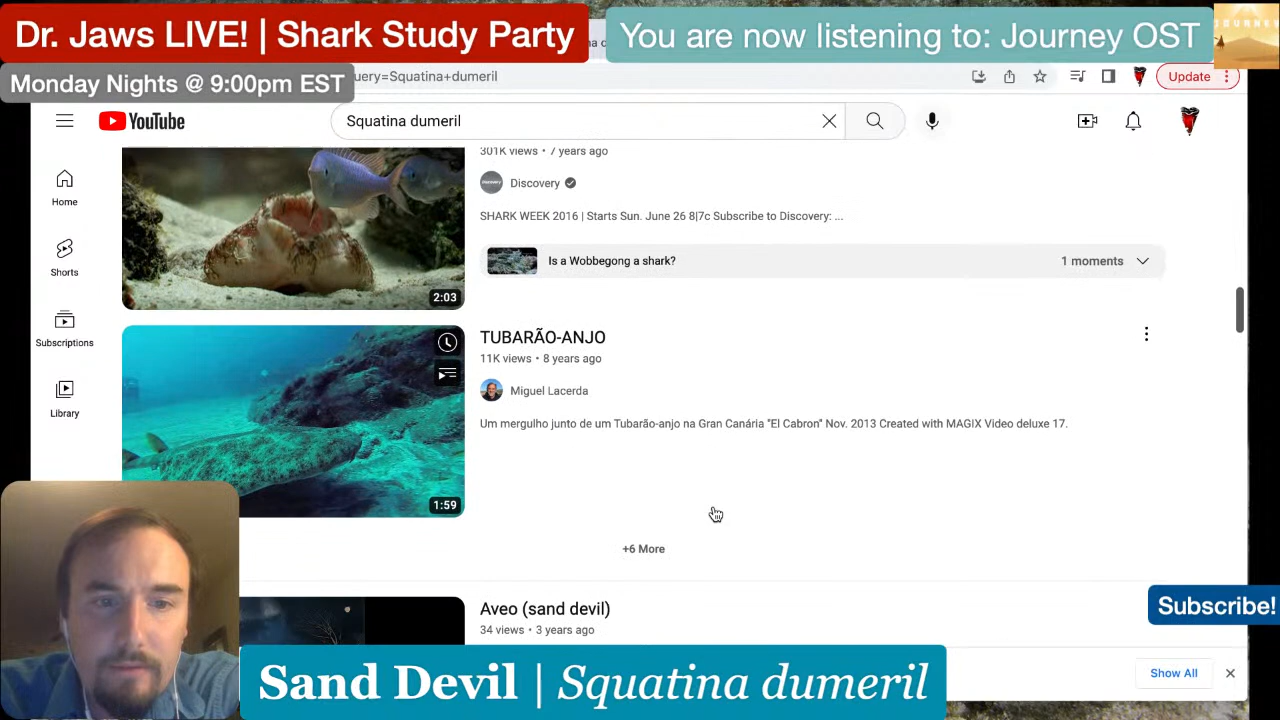 Dr. Jaws LIVE! | Shark Study Party
You are now listening to: Journey OST
Monday Nights @ 9:00pm EST
uery=Squatina+dumeril
Update
YouTube
Squatina dumeril
301K views • 7 years ago
Discovery
SHARK WEEK 2016 | Starts Sun. June 26 8|7c Subscribe to Discovery: ...
Is a Wobbegong a shark?
1 moments
2:03
Home
Shorts
Subscriptions
Library
TUBARÃO-ANJO
11K views • 8 years ago
Miguel Lacerda
Um mergulho junto de um Tubarão-anjo na Gran Canária "El Cabron" Nov. 2013 Created with MAGIX Video deluxe 17.
1:59
+6 More
Aveo (sand devil)
34 views • 3 years ago
Subscribe!
Show All
Sand Devil | Squatina dumeril